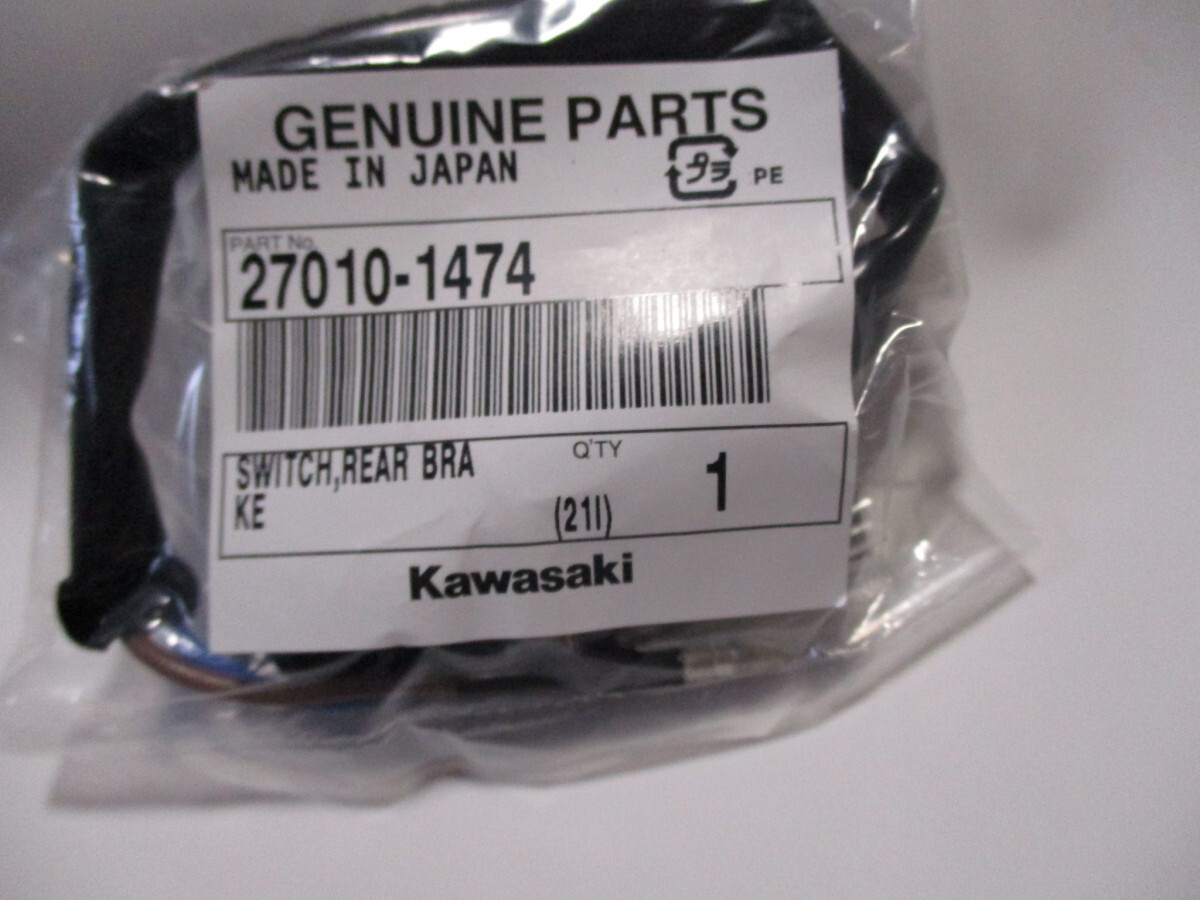 GENUINE PARTS
MADE IN JAPAN
プラ PE
PART No.
27010-1474
SWITCH,REAR BRA
KE
Q'TY
1
(21I)
Kawasaki